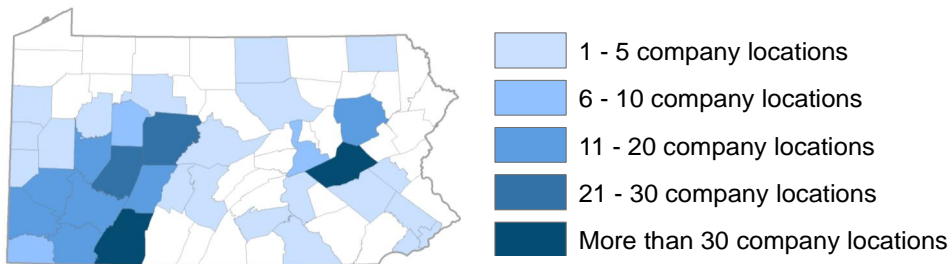 1 - 5 company locations
6 - 10 company locations
11 - 20 company locations
21 - 30 company locations
More than 30 company locations